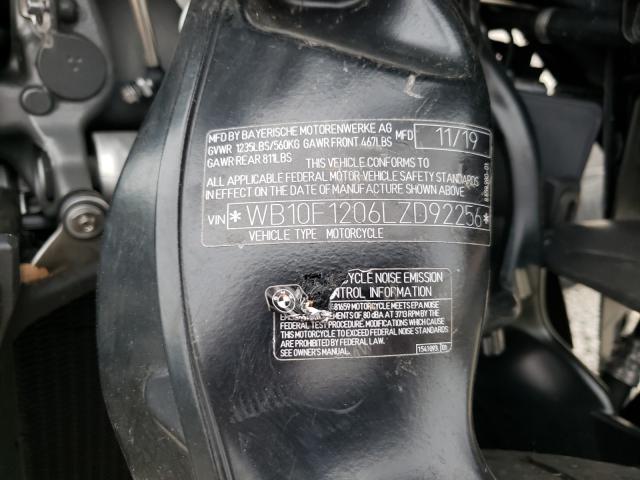 MFD BY BAYERISCHE MOTORENWERKE AG
GVWR 1235LBS/560KG GAWR FRONT 467LBS MFD 11/19
GAWR REAR 811LBS
THIS VEHICLE CONFORMS TO
ALL APPLICABLE FEDERAL MOTOR VEHICLE SAFETY STANDARDS
IN EFFECT ON THE DATE OF MANUFACTURE SHOWN ABOVE.
VIN *WB10F1206LZD92256*
VEHICLE TYPE MOTORCYCLE
CYCLE NOISE EMISSION
TROL INFORMATION
81659 MOTORCYCLE MEETS EPA NOISE
EMENTS OF 80 dBA AT 3713 RPM BY THE
FEDERAL TEST PROCEDURE. MODIFICATIONS WHICH CAUSE
THIS MOTORCYCLE TO EXCEED FEDERAL NOISE STANDARDS
ARE PROHIBITED BY FEDERAL LAW.
SEE OWNER'S MANUAL.